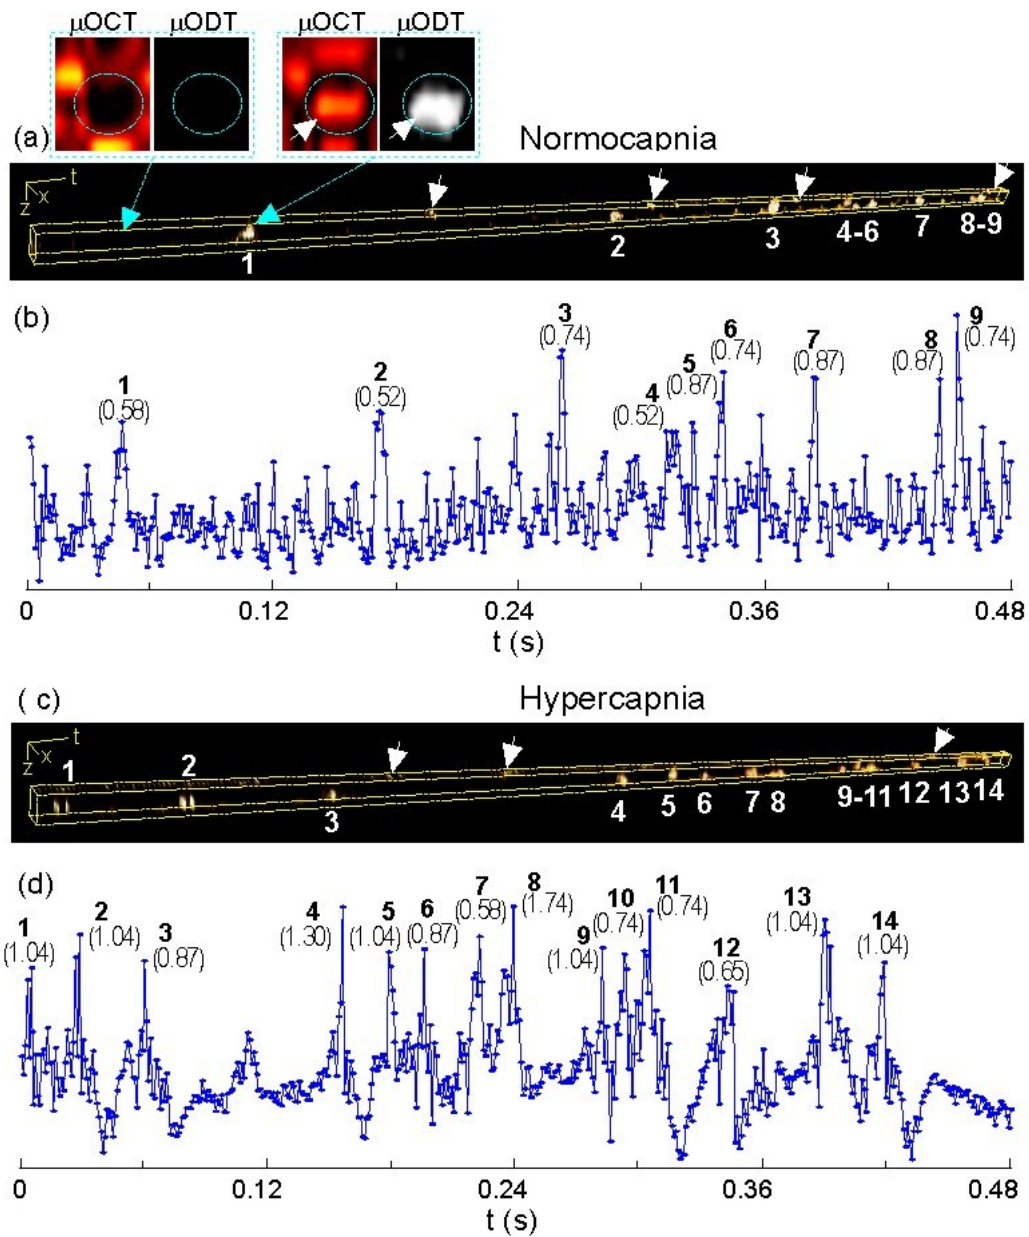 μOCT μODT μOCT μODT
(a) Normocapnia
t
x
z
1 2 3 4-6 7 8-9
(b)
1
(0.58)
2
(0.52)
3
(0.74)
4
(0.52)
5
(0.87)
6
(0.74)
7
(0.87)
8
(0.87)
9
(0.74)
0 0.12 0.24 0.36 0.48
t (s)
( c) Hypercapnia
t
x
z
1 2 3 4 5 6 7 8 9-11 12 13 14
(d)
1
(1.04)
2
(1.04)
3
(0.87)
4
(1.30)
5
(1.04)
6
(0.87)
7
(0.58)
8
(1.74)
9
(1.04)
10
(0.74)
11
(0.74)
12
(0.65)
13
(1.04)
14
(1.04)
0 0.12 0.24 0.36 0.48
t (s)